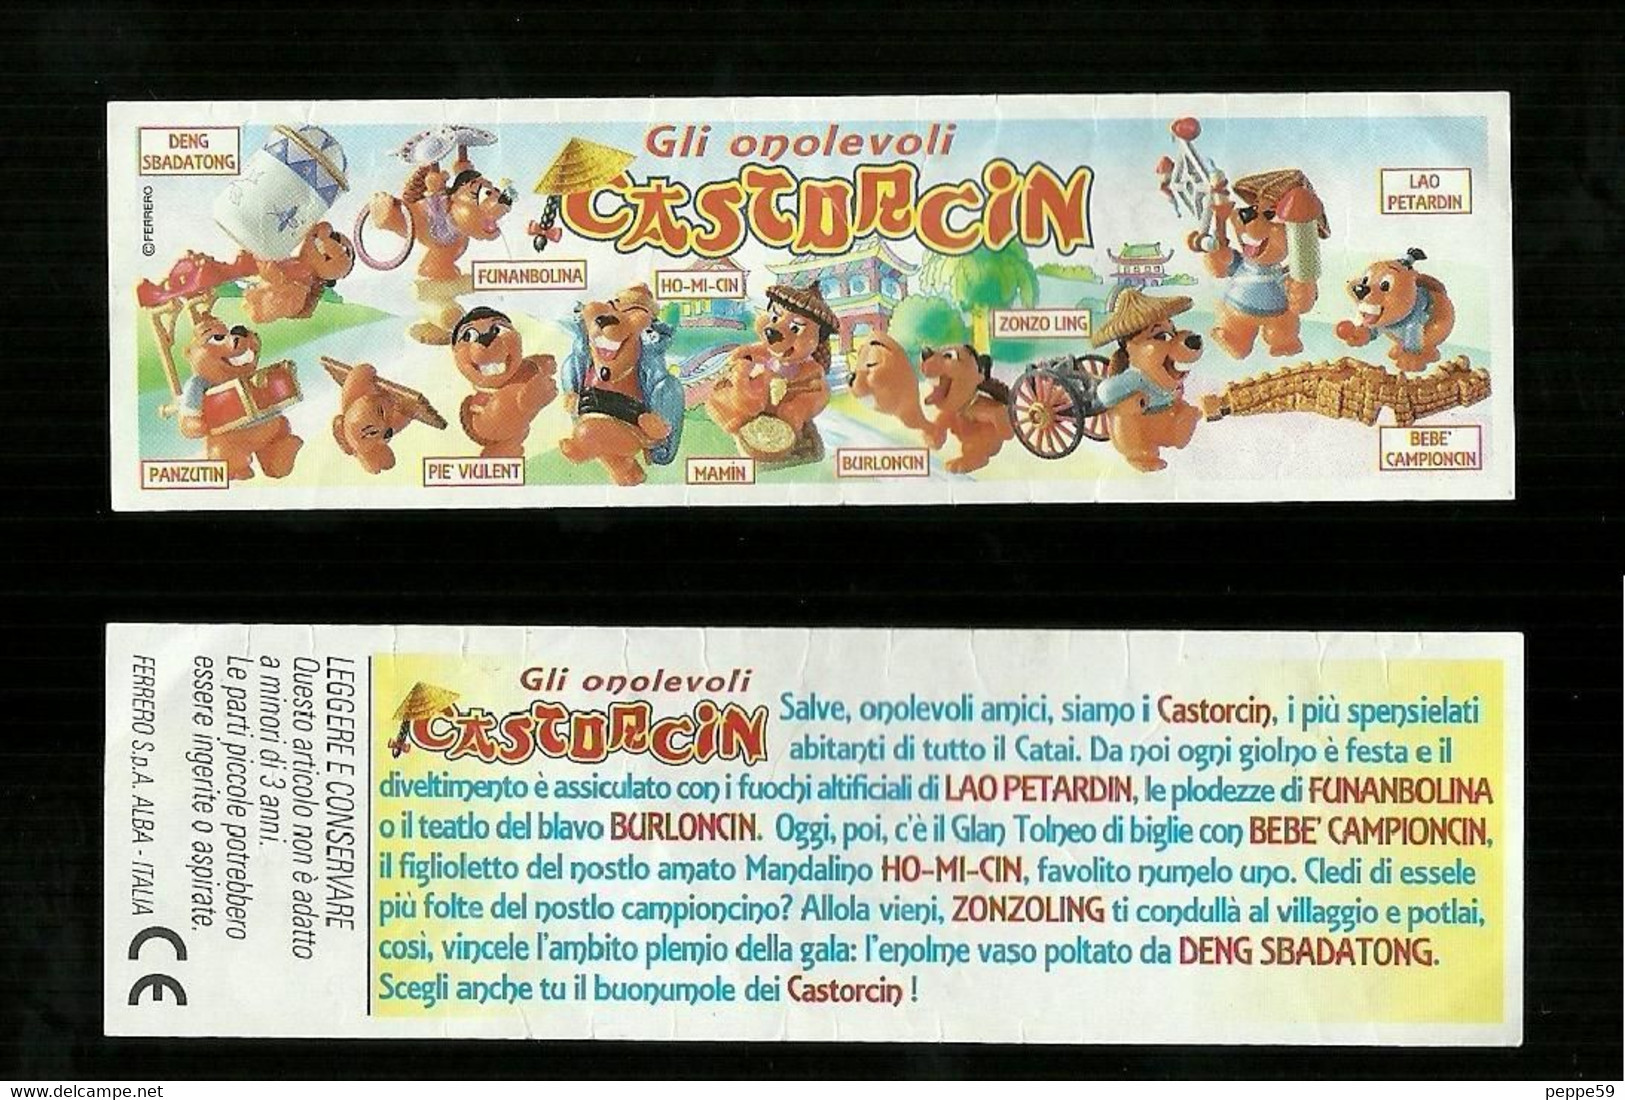 DENG
SBADATONG
©FERRERO
Gli onolevoli
CASTORCIN
LAO
PETARDIN
FUNANBOLINA
HO-MI-CIN
ZONZO LING
PANZUTIN
PIE' VIULENT
MAMÍN
BURLONCIN
BEBE'
CAMPIONCIN
LEGGERE E CONSERVARE
Questo articolo non è adatto
a minori di 3 anni.
Le parti piccole potrebbero
essere ingerite o aspirate.
FERRERO S.p.A. ALBA - ITALIA
CE
Gli onolevoli
CASTORCIN
Salve, onolevoli amici, siamo i Castorcin, i più spensielati
abitanti di tutto il Catai. Da noi ogni giolno è festa e il
diveltimento è assiculato con i fuochi altificiali di LAO PETARDIN, le plodezze di FUNANBOLINA
o il teatlo del blavo BURLONCIN. Oggi, poi, c'è il Glan Tolneo di biglie con BEBE' CAMPIONCIN,
il figlioletto del nostlo amato Mandalino HO-MI-CIN, favolito numelo uno. Cledi di essele
più folte del nostlo campioncino? Allola vieni, ZONZOLING ti condullà al villaggio e potlai,
così, vincele l'ambito plemio della gala: l'enolme vaso poltato da DENG SBADATONG.
Scegli anche tu il buonumole dei Castorcin !
www.delcampe.net
peppe59